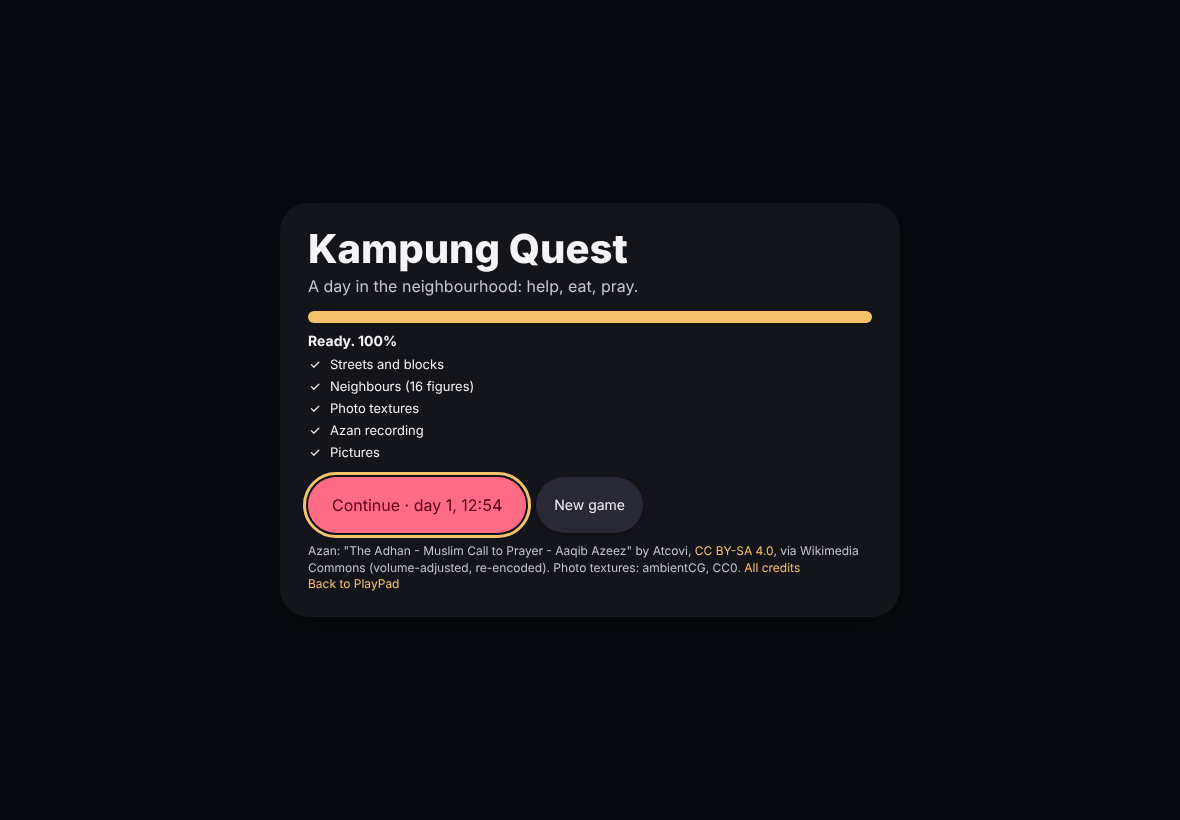 Kampung Quest
A day in the neighbourhood: help, eat, pray.
Ready. 100%
✓ Streets and blocks
✓ Neighbours (16 figures)
✓ Photo textures
✓ Azan recording
✓ Pictures
Continue · day 1, 12:54
New game
Azan: "The Adhan - Muslim Call to Prayer - Aaqib Azeez" by Atcovi, CC BY-SA 4.0, via Wikimedia
Commons (volume-adjusted, re-encoded). Photo textures: ambientCG, CC0. All credits
Back to PlayPad